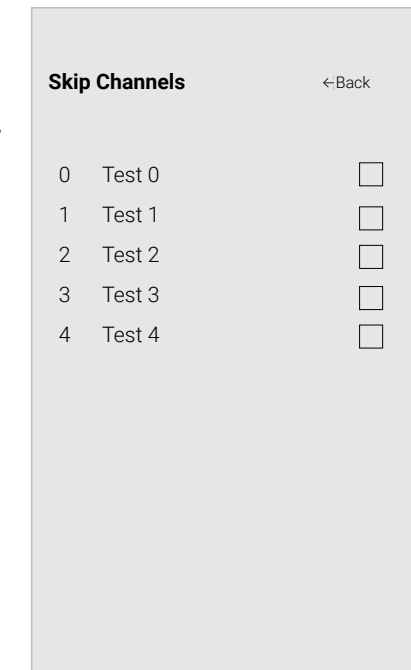 Skip Channels ←Back
0 Test 0
1 Test 1
2 Test 2
3 Test 3
4 Test 4